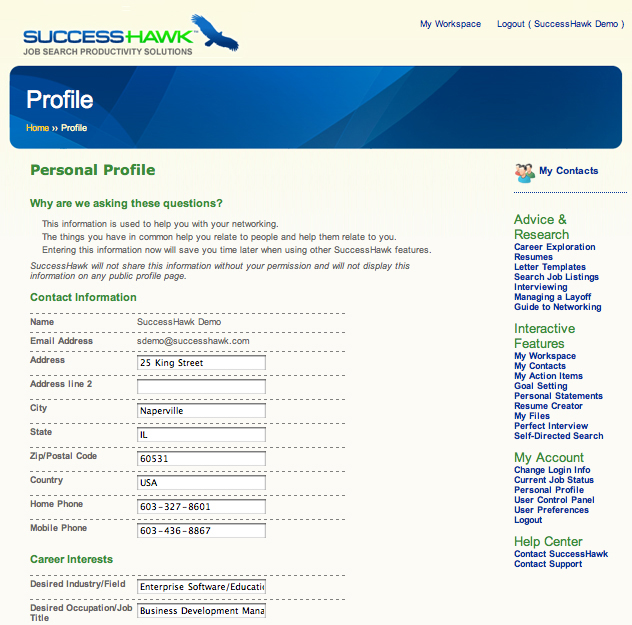 SUCCESSHAWK™
JOB SEARCH PRODUCTIVITY SOLUTIONS
My Workspace Logout ( SuccessHawk Demo )
Profile
Home ›› Profile
Personal Profile
Why are we asking these questions?
This information is used to help you with your networking.
The things you have in common help you relate to people and help them relate to you.
Entering this information now will save you time later when using other SuccessHawk features.
SuccessHawk will not share this information without your permission and will not display this
information on any public profile page.
Contact Information
Name SuccessHawk Demo
Email Address sdemo@successhawk.com
Address 25 King Street
Address line 2
City Naperville
State IL
Zip/Postal Code 60531
Country USA
Home Phone 603-327-8601
Mobile Phone 603-436-8867
Career Interests
Desired Industry/Field Enterprise Software/Educatio
Desired Occupation/Job Business Development Mana
Title
My Contacts
Advice &
Research
Career Exploration
Resumes
Letter Templates
Search Job Listings
Interviewing
Managing a Layoff
Guide to Networking
Interactive
Features
My Workspace
My Contacts
My Action Items
Goal Setting
Personal Statements
Resume Creator
My Files
Perfect Interview
Self-Directed Search
My Account
Change Login Info
Current Job Status
Personal Profile
User Control Panel
User Preferences
Logout
Help Center
Contact SuccessHawk
Contact Support